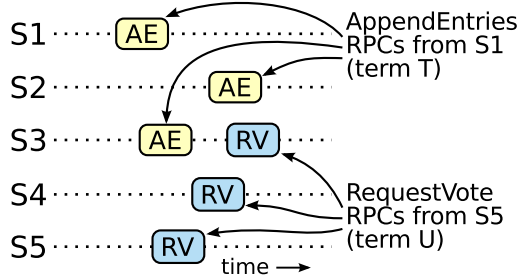 S1 AE
S2 AE
S3 AE RV
S4 RV
S5 RV
AppendEntries
RPCs from S1
(term T)
RequestVote
RPCs from S5
(term U)
time